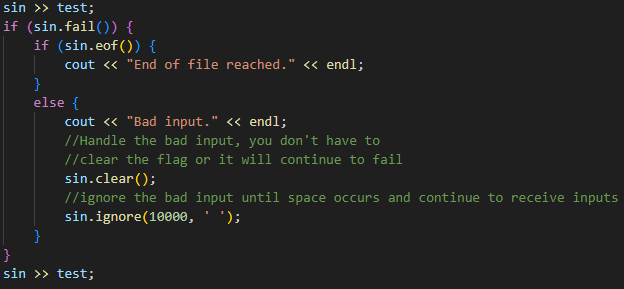 sin >> test;
if (sin.fail()) {
    if (sin.eof()) {
        cout << "End of file reached." << endl;
    }
    else {
        cout << "Bad input." << endl;
        //Handle the bad input, you don't have to
        //clear the flag or it will continue to fail
        sin.clear();
        //ignore the bad input until space occurs and continue to receive inputs
        sin.ignore(10000, ' ');
    }
}
sin >> test;